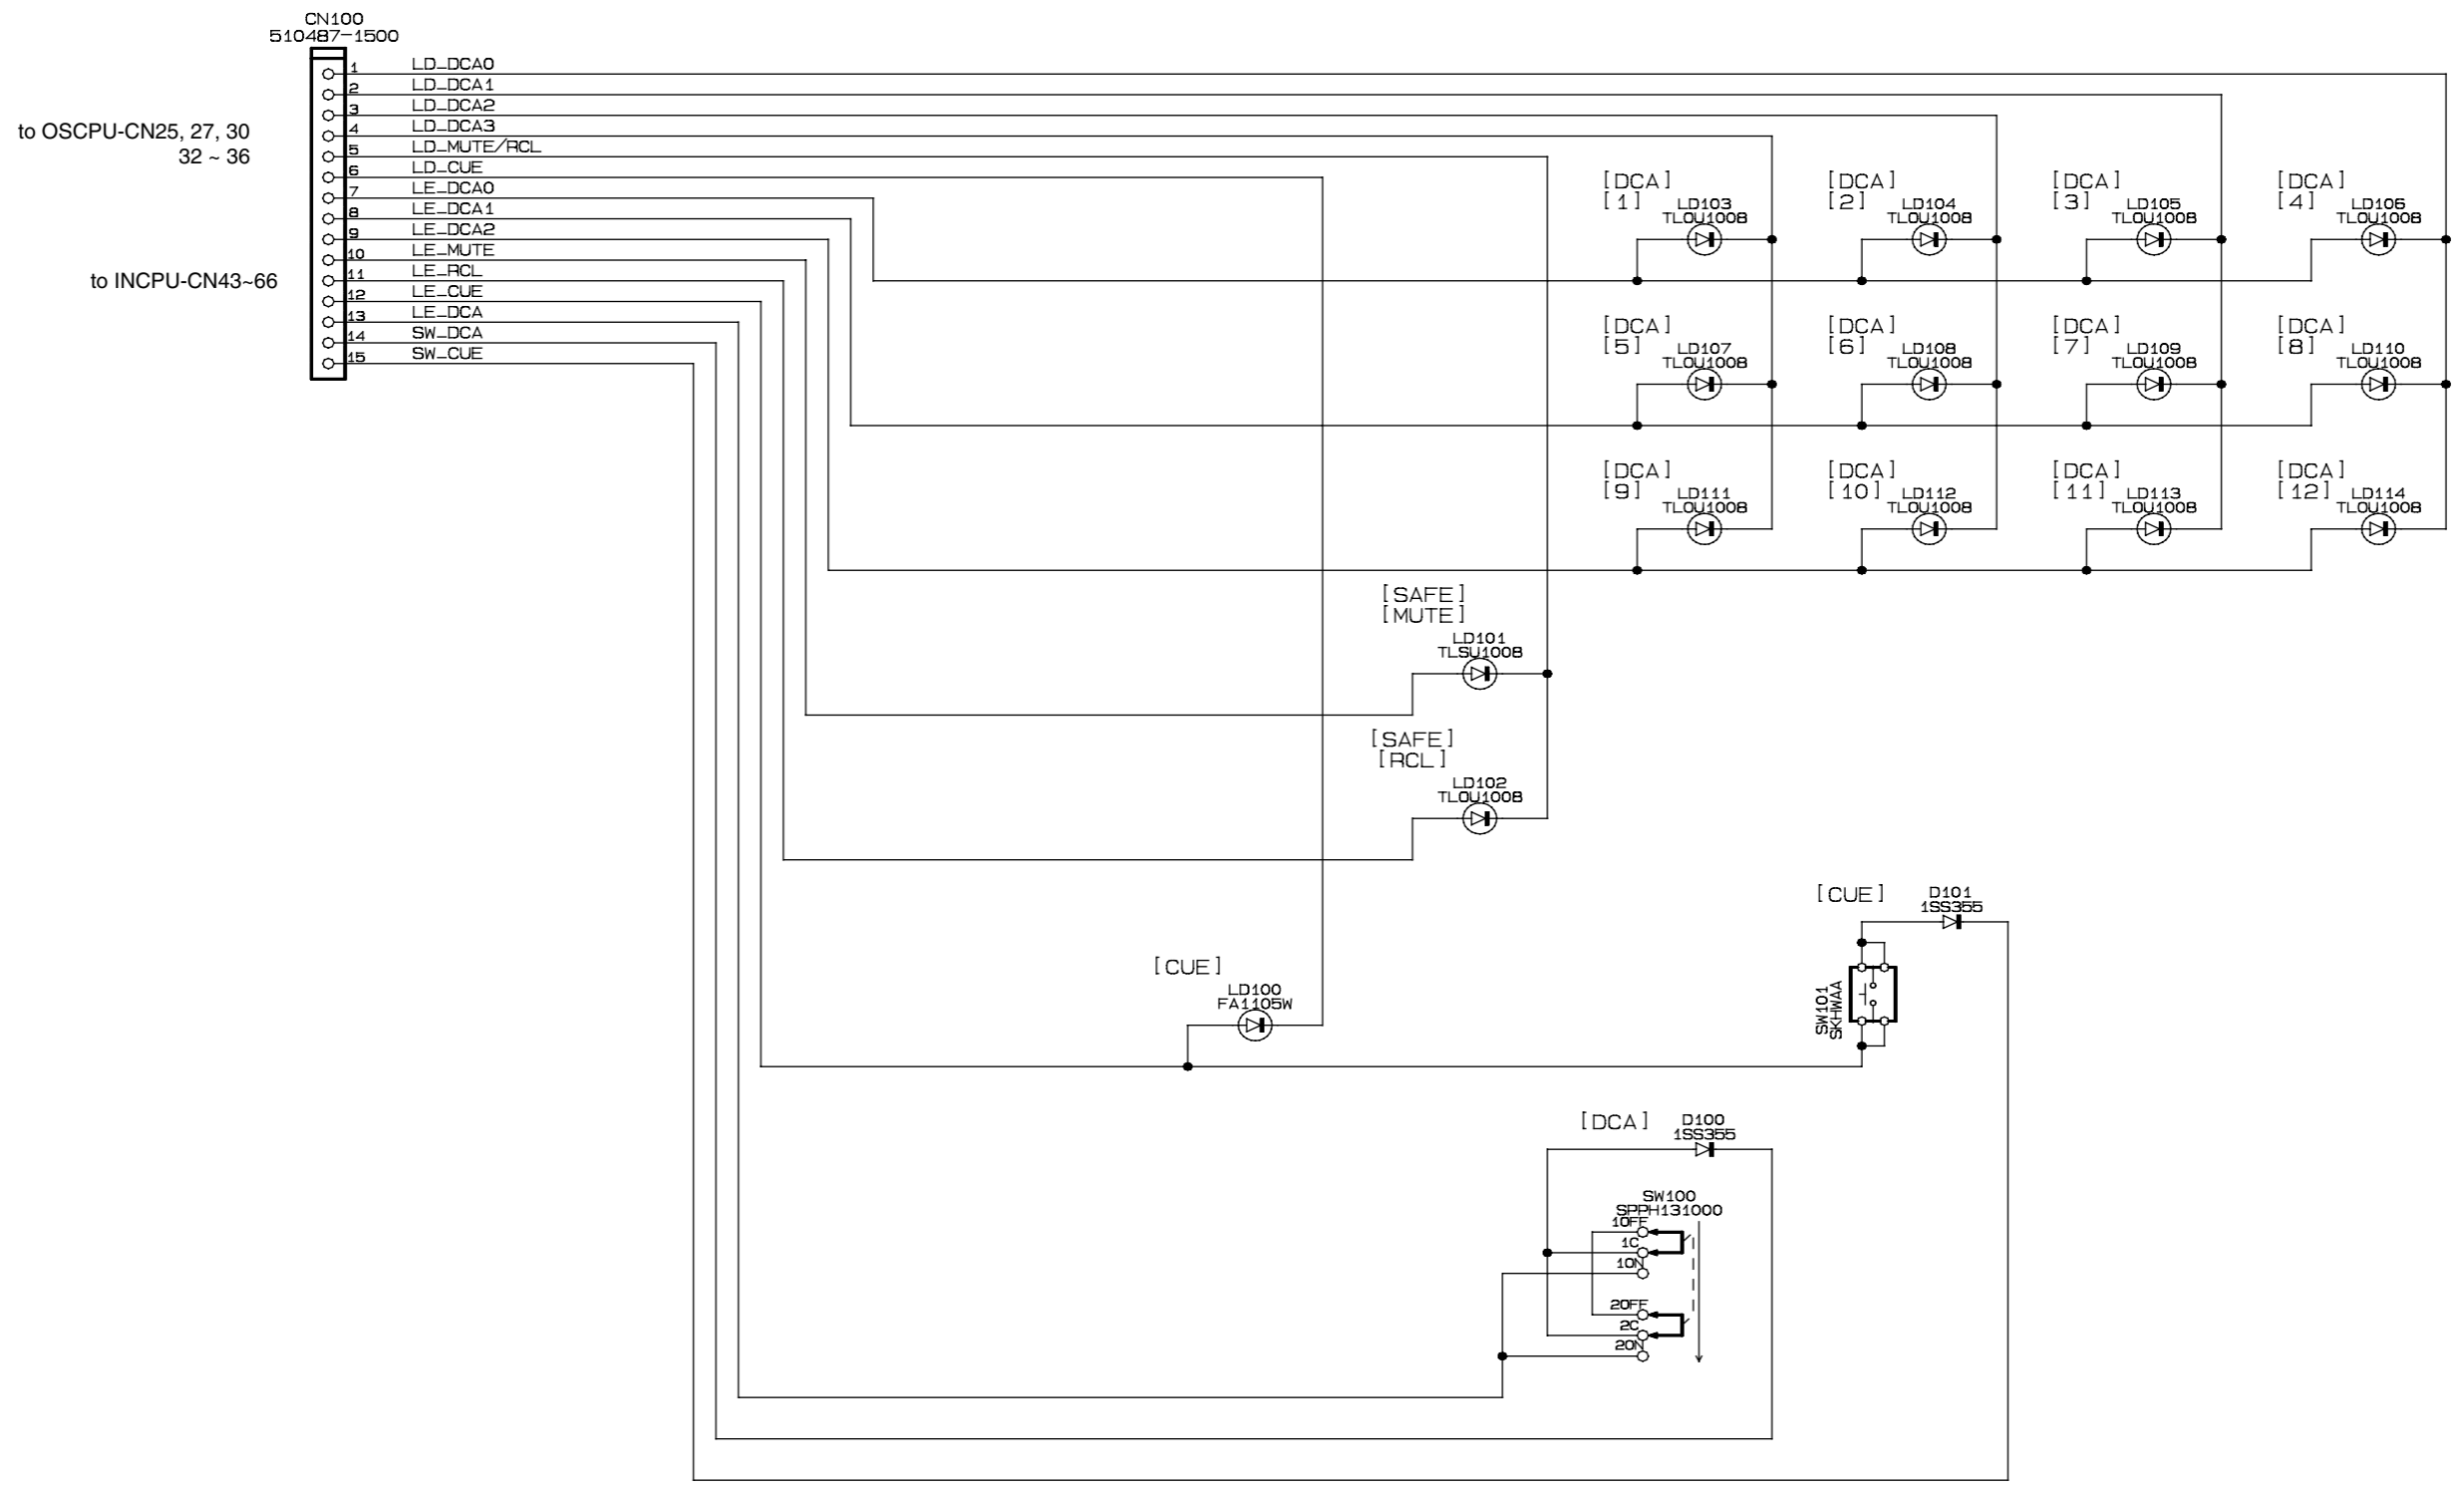 CN100
510487-1500
1 LD_DCA0
2 LD_DCA1
3 LD_DCA2
4 LD_DCA3
5 LD_MUTE/RCL
6 LD_CUE
7 LE_DCA0
8 LE_DCA1
9 LE_DCA2
10 LE_MUTE
11 LE_RCL
12 LE_CUE
13 LE_DCA
14 SW_DCA
15 SW_CUE
to OSCPU-CN25, 27, 30
32 ~ 36
to INCPU-CN43~66
[DCA]
[1]
LD103
TLOU1008
[DCA]
[2]
LD104
TLOU1008
[DCA]
[3]
LD105
TLOU1008
[DCA]
[4]
LD106
TLOU1008
[DCA]
[5]
LD107
TLOU1008
[DCA]
[6]
LD108
TLOU1008
[DCA]
[7]
LD109
TLOU1008
[DCA]
[8]
LD110
TLOU1008
[DCA]
[9]
LD111
TLOU1008
[DCA]
[10]
LD112
TLOU1008
[DCA]
[11]
LD113
TLOU1008
[DCA]
[12]
LD114
TLOU1008
[SAFE]
[MUTE]
LD101
TLSU1008
[SAFE]
[RCL]
LD102
TLOU1008
[CUE]
D101
1SS355
SW101
SKHWAA
[CUE]
LD100
FA1105W
[DCA]
D100
1SS355
SW100
SPPH131000
1OFF
1C
1ON
2OFF
2C
2ON